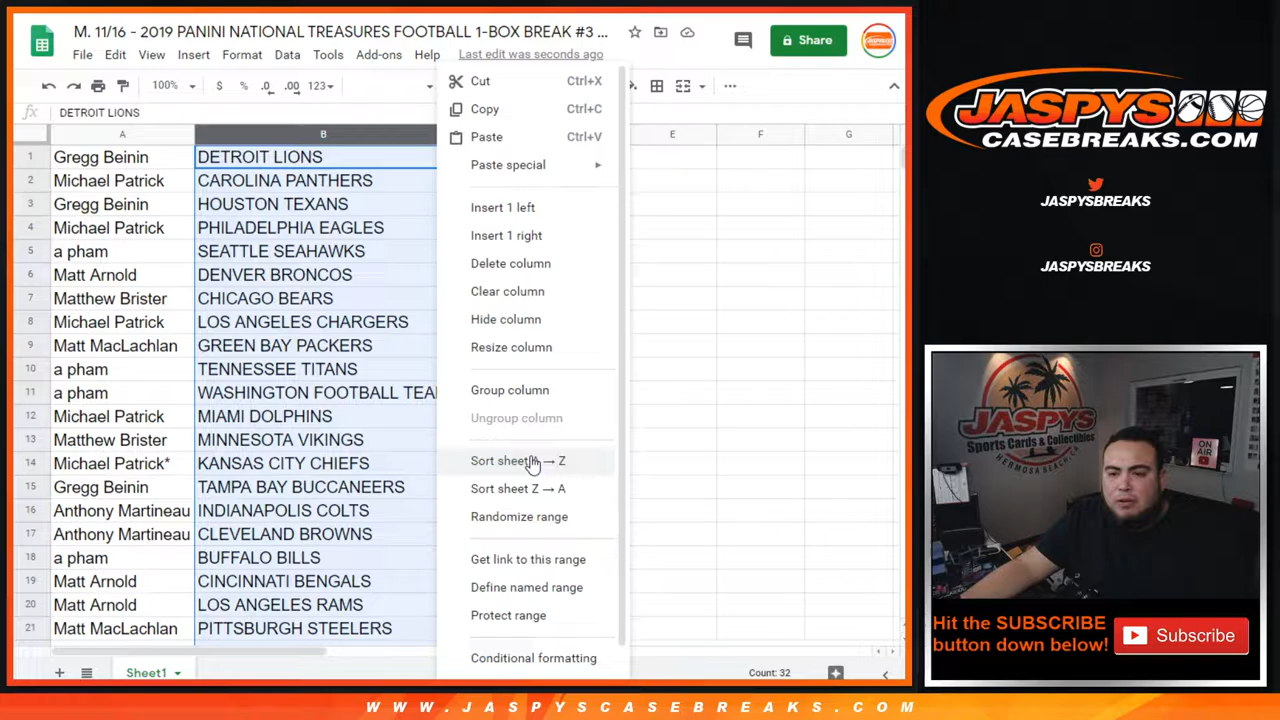 M. 11/16 - 2019 PANINI NATIONAL TREASURES FOOTBALL 1-BOX BREAK #3 ...
File Edit View Insert Format Data Tools Add-ons Help Last edit was seconds ago
Share
100% $ % .0 .00 123
fx DETROIT LIONS
A B E F G
1 Gregg Beinin DETROIT LIONS
2 Michael Patrick CAROLINA PANTHERS
3 Gregg Beinin HOUSTON TEXANS
4 Michael Patrick PHILADELPHIA EAGLES
5 a pham SEATTLE SEAHAWKS
6 Matt Arnold DENVER BRONCOS
7 Matthew Brister CHICAGO BEARS
8 Michael Patrick LOS ANGELES CHARGERS
9 Matt MacLachlan GREEN BAY PACKERS
10 a pham TENNESSEE TITANS
11 a pham WASHINGTON FOOTBALL TEA
12 Michael Patrick MIAMI DOLPHINS
13 Matthew Brister MINNESOTA VIKINGS
14 Michael Patrick* KANSAS CITY CHIEFS
15 Gregg Beinin TAMPA BAY BUCCANEERS
16 Anthony Martineau INDIANAPOLIS COLTS
17 Anthony Martineau CLEVELAND BROWNS
18 a pham BUFFALO BILLS
19 Matt Arnold CINCINNATI BENGALS
20 Matt Arnold LOS ANGELES RAMS
21 Matt MacLachlan PITTSBURGH STEELERS
Sheet1
Count: 32
Cut Ctrl+X
Copy Ctrl+C
Paste Ctrl+V
Paste special
Insert 1 left
Insert 1 right
Delete column
Clear column
Hide column
Resize column
Group column
Ungroup column
Sort sheet → Z
Sort sheet Z → A
Randomize range
Get link to this range
Define named range
Protect range
Conditional formatting
JASPYS
CASEBREAKS.COM
JASPYSBREAKS
JASPYSBREAKS
JASPYS
Sports Cards & Collectibles
HERMOSA BEACH, CA
ON AIR
Hit the SUBSCRIBE
button down below!
Subscribe
WWW.JASPYSCASEBREAKS.COM